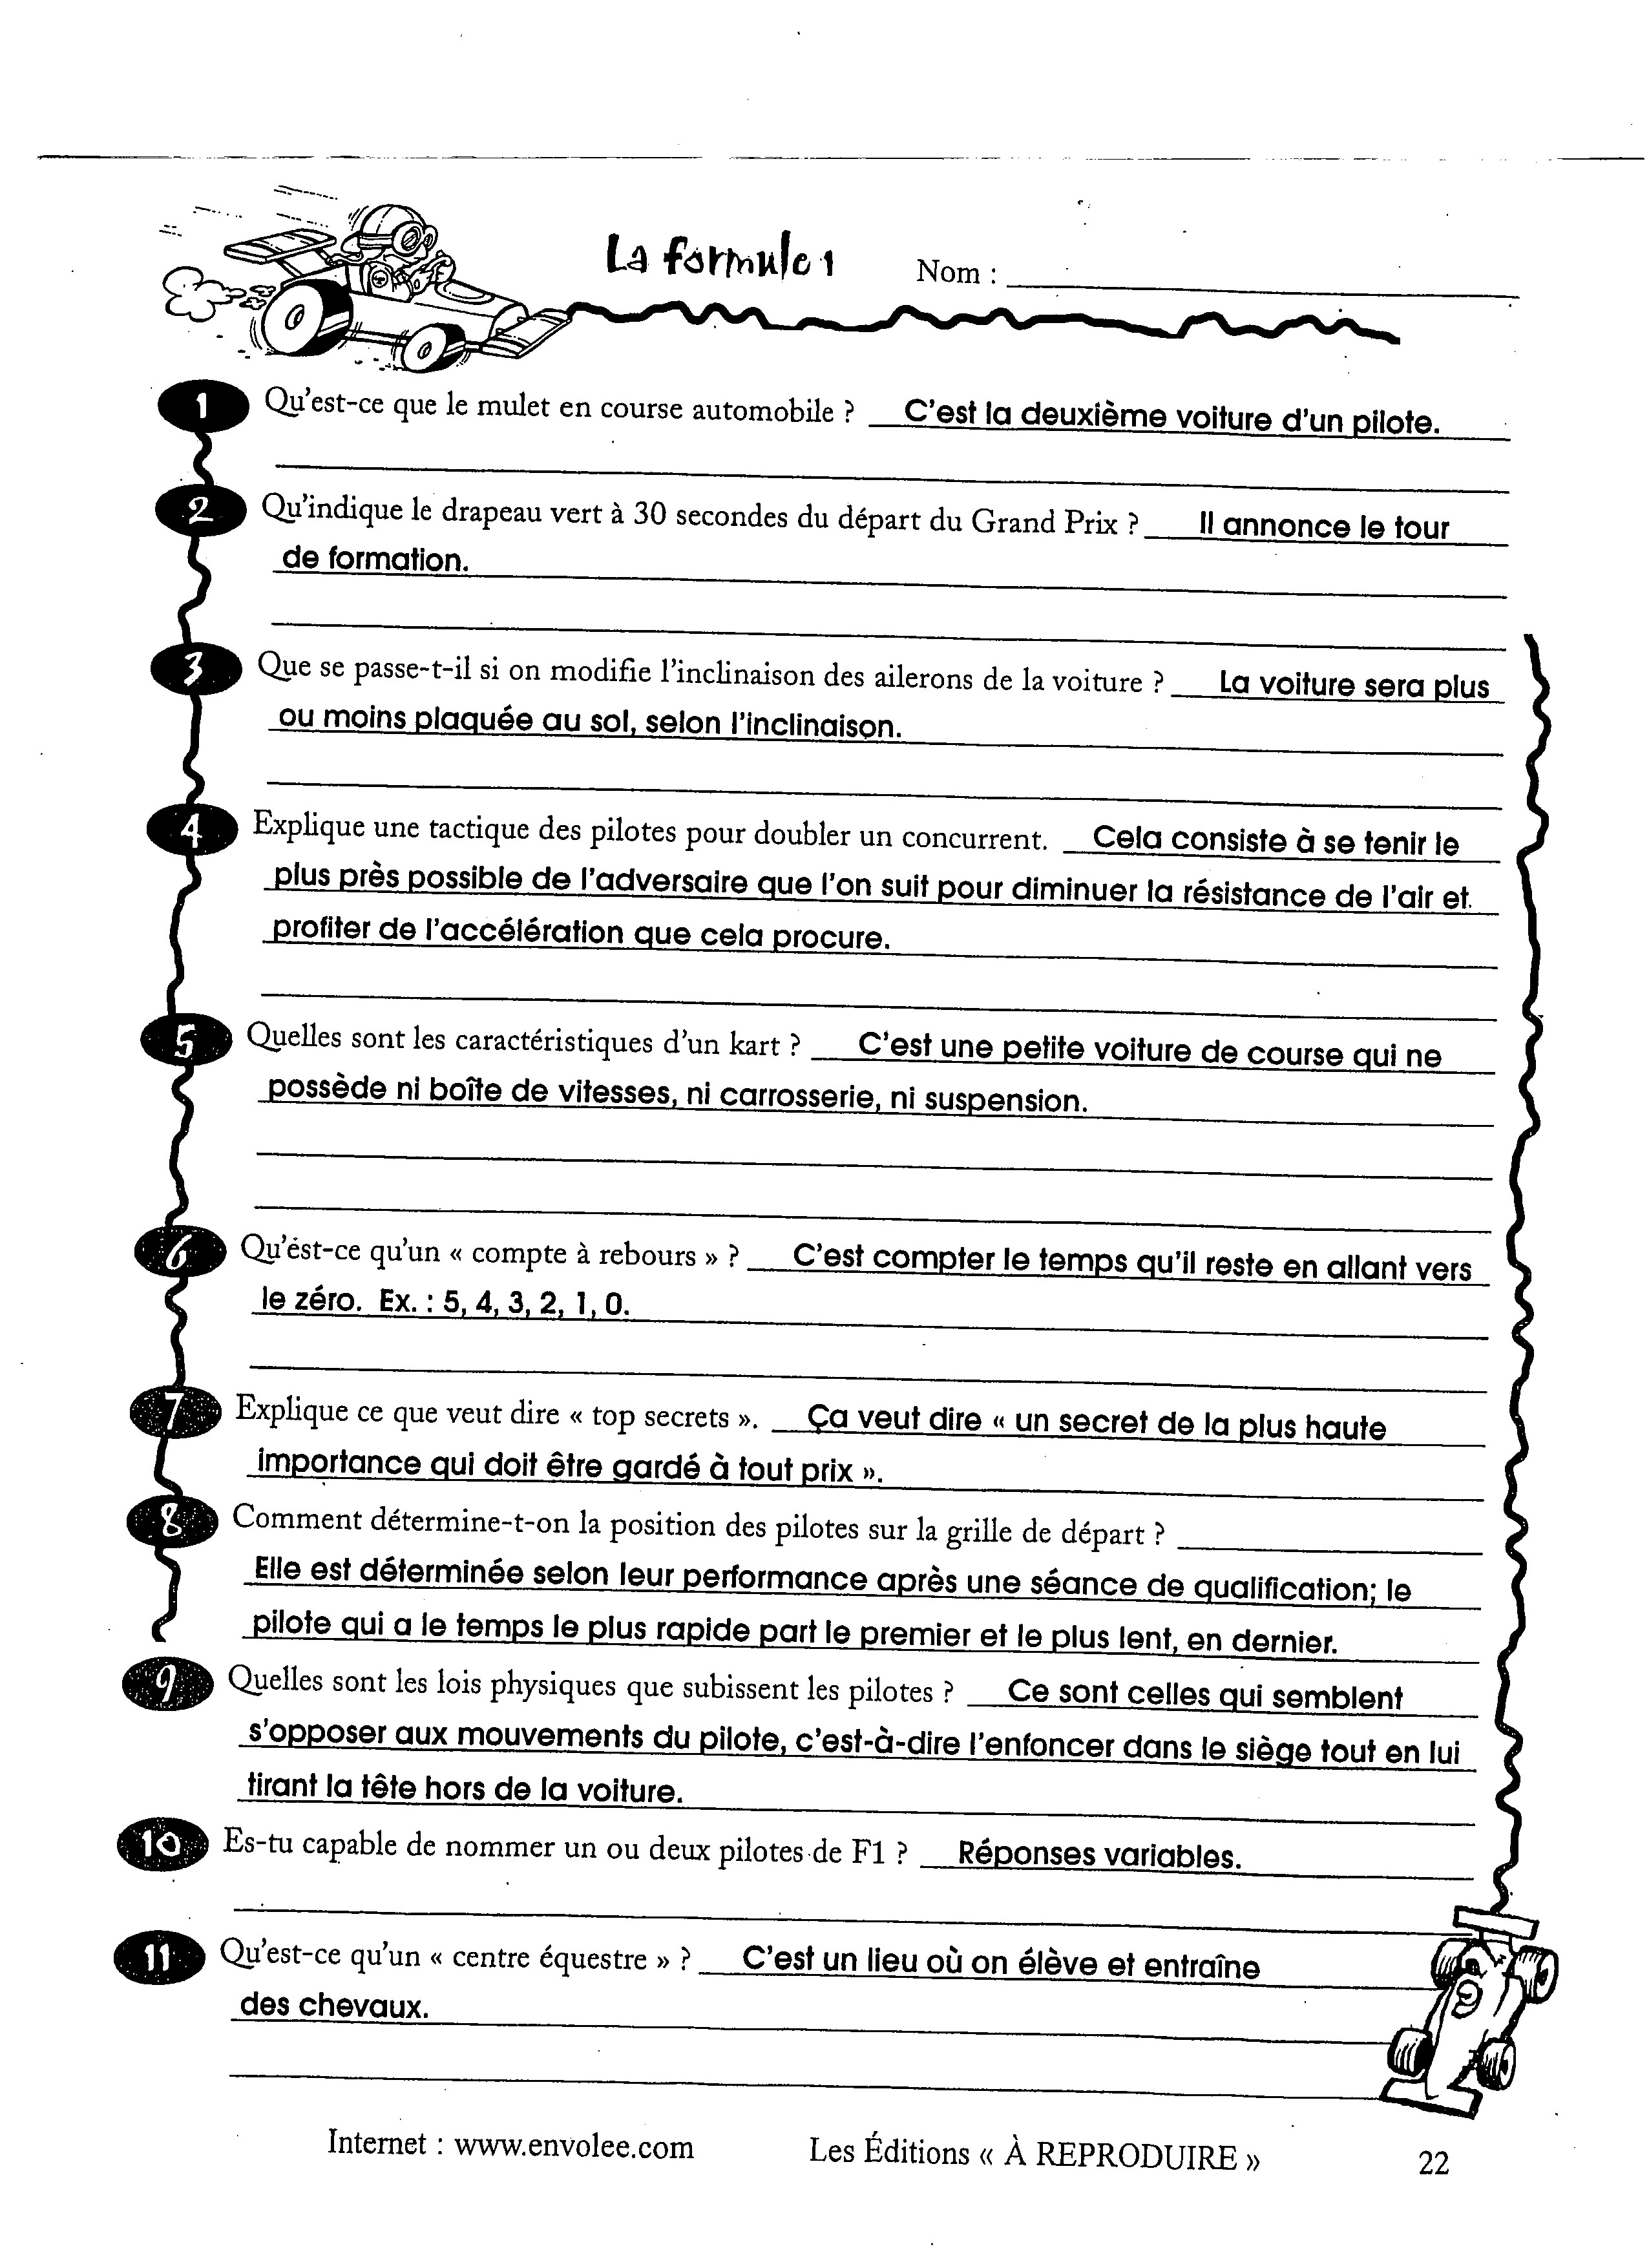 La formule 1 Nom :
1 Qu'est-ce que le mulet en course automobile ? C'est la deuxième voiture d'un pilote.
2 Qu'indique le drapeau vert à 30 secondes du départ du Grand Prix ? Il annonce le tour
de formation.
3 Que se passe-t-il si on modifie l'inclinaison des ailerons de la voiture ? La voiture sera plus
ou moins plaquée au sol, selon l'inclinaison.
4 Explique une tactique des pilotes pour doubler un concurrent. Cela consiste à se tenir le
plus près possible de l'adversaire que l'on suit pour diminuer la résistance de l'air et
profiter de l'accélération que cela procure.
5 Quelles sont les caractéristiques d'un kart ? C'est une petite voiture de course qui ne
possède ni boîte de vitesses, ni carrosserie, ni suspension.
6 Qu'est-ce qu'un « compte à rebours » ? C'est compter le temps qu'il reste en allant vers
le zéro. Ex. : 5, 4, 3, 2, 1, 0.
7 Explique ce que veut dire « top secrets ». Ça veut dire « un secret de la plus haute
importance qui doit être gardé à tout prix ».
8 Comment détermine-t-on la position des pilotes sur la grille de départ ?
Elle est déterminée selon leur performance après une séance de qualification; le
pilote qui a le temps le plus rapide part le premier et le plus lent, en dernier.
9 Quelles sont les lois physiques que subissent les pilotes ? Ce sont celles qui semblent
s'opposer aux mouvements du pilote, c'est-à-dire l'enfoncer dans le siège tout en lui
tirant la tête hors de la voiture.
10 Es-tu capable de nommer un ou deux pilotes de F1 ? Réponses variables.
11 Qu'est-ce qu'un « centre équestre » ? C'est un lieu où on élève et entraîne
des chevaux.
Internet : www.envolee.com Les Éditions « À REPRODUIRE » 22